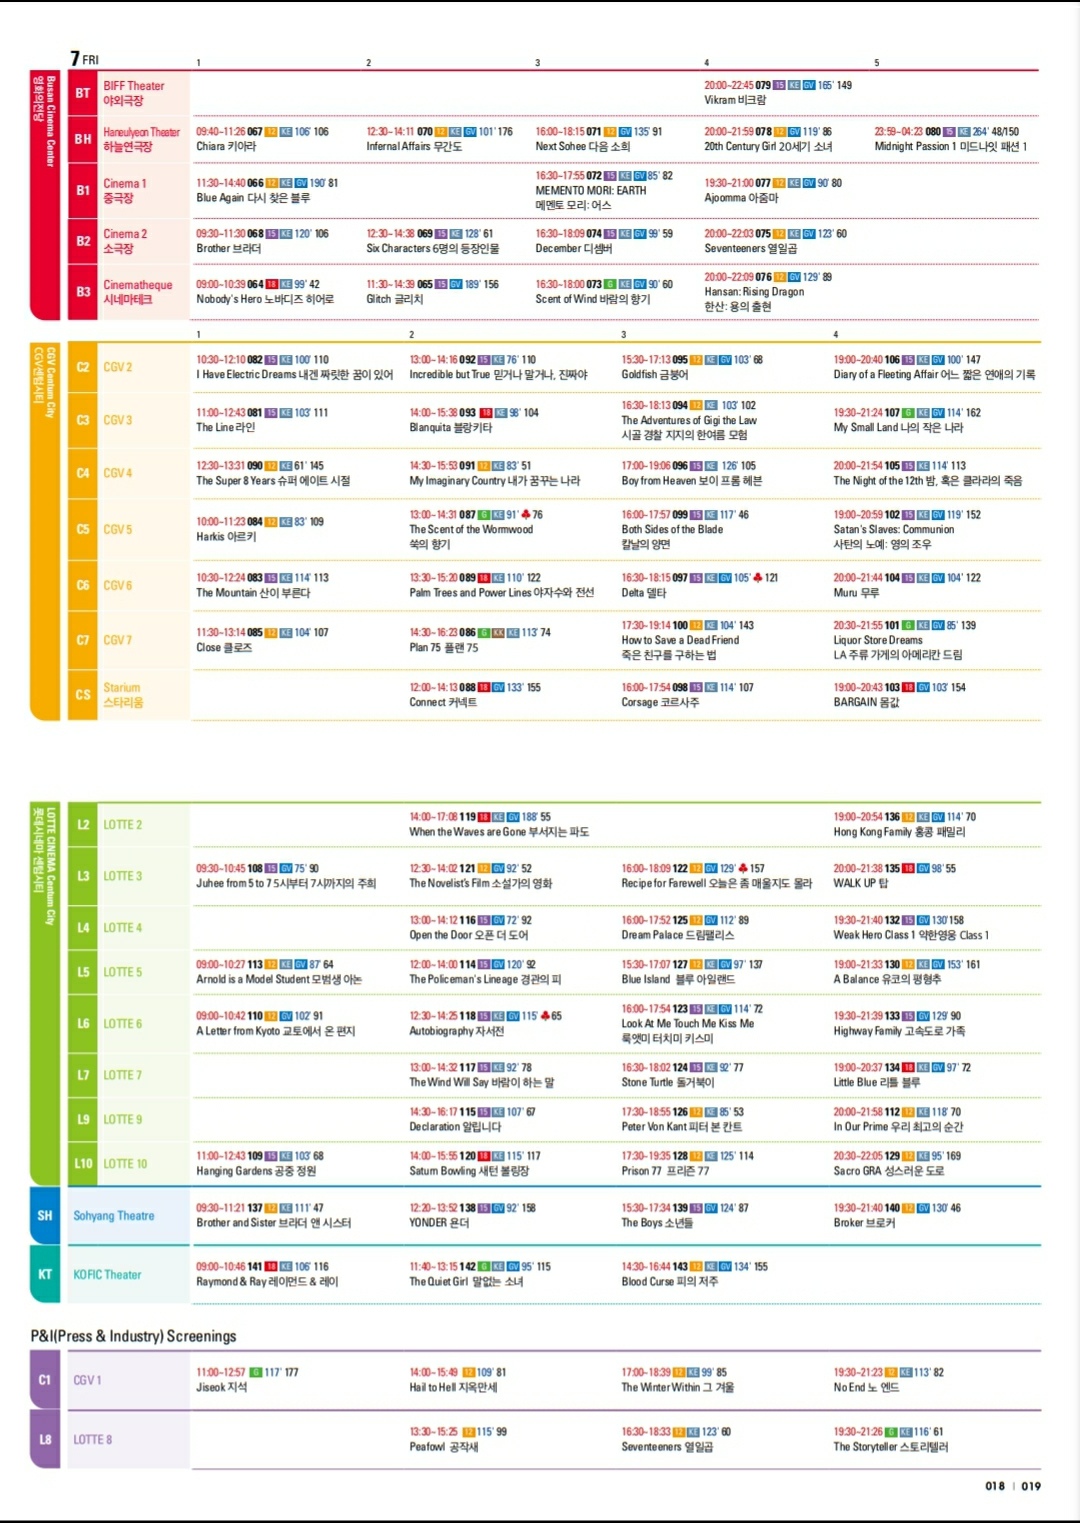 7 FRI
1 2 3 4 5
Busan Cinema Center
영화의전당
BT
BIFF Theater
야외극장
20:00~22:45 079 15 KE GV 165' 149
Vikram 비크람
BH
Haneulyeon Theater
하늘연극장
09:40~11:26 067 12 KE 106' 106
Chiara 키아라
12:30~14:11 070 12 KE GV 101' 176
Infernal Affairs 무간도
16:00~18:15 071 12 GV 135' 91
Next Sohee 다음 소희
20:00~21:59 078 12 GV 119' 86
20th Century Girl 20세기 소녀
23:59~04:23 080 15 KE 264' 48/150
Midnight Passion 1 미드나잇 패션 1
B1
Cinema 1
중극장
11:30~14:40 066 12 KE GV 190' 81
Blue Again 다시 찾은 블루
16:30~17:55 072 15 KE GV 85' 82
MEMENTO MORI: EARTH
메멘토 모리: 어스
19:30~21:00 077 12 KE GV 90' 80
Ajoomma 아줌마
B2
Cinema 2
소극장
09:30~11:30 068 15 KE 120' 106
Brother 브라더
12:30~14:38 069 15 KE 128' 61
Six Characters 6명의 등장인물
16:30~18:09 074 15 KE GV 99' 59
December 디셈버
20:00~22:03 075 12 KE GV 123' 60
Seventeeners 열일곱
B3
Cinematheque
시네마테크
09:00~10:39 064 18 KE 99' 42
Nobody's Hero 노바디즈 히어로
11:30~14:39 065 15 GV 189' 156
Glitch 글리치
16:30~18:00 073 G KE GV 90' 60
Scent of Wind 바람의 향기
20:00~22:09 076 12 GV 129' 89
Hansan: Rising Dragon
한산: 용의 출현
1 2 3 4
CGV Centum City
CGV센텀시티
C2
CGV 2
10:30~12:10 082 15 KE 100' 110
I Have Electric Dreams 내겐 짜릿한 꿈이 있어
13:00~14:16 092 15 KE 76' 110
Incredible but True 믿거나 말거나, 진짜야
15:30~17:13 095 12 KE GV 103' 68
Goldfish 금붕어
19:00~20:40 106 15 KE GV 100' 147
Diary of a Fleeting Affair 어느 짧은 연애의 기록
C3
CGV 3
11:00~12:43 081 15 KE 103' 111
The Line 라인
14:00~15:38 093 18 KE 98' 104
Blanquita 블랑키타
16:30~18:13 094 12 KE 103' 102
The Adventures of Gigi the Law
시골 경찰 지지의 한여름 모험
19:30~21:24 107 G KE GV 114' 162
My Small Land 나의 작은 나라
C4
CGV 4
12:30~13:31 090 12 KE 61' 145
The Super 8 Years 슈퍼 에이트 시절
14:30~15:53 091 12 KE 83' 51
My Imaginary Country 내가 꿈꾸는 나라
17:00~19:06 096 15 KE 126' 105
Boy from Heaven 보이 프롬 헤븐
20:00~21:54 105 15 KE 114' 113
The Night of the 12th 밤, 혹은 클라라의 죽음
C5
CGV 5
10:00~11:23 084 12 KE 83' 109
Harkis 아르키
13:00~14:31 087 G KE 91' ♣ 76
The Scent of the Wormwood
쑥의 향기
16:00~17:57 099 15 KE 117' 46
Both Sides of the Blade
칼날의 양면
19:00~20:59 102 15 KE GV 119' 152
Satan's Slaves: Communion
사탄의 노예: 영의 조우
C6
CGV 6
10:30~12:24 083 15 KE 114' 113
The Mountain 산이 부른다
13:30~15:20 089 18 KE 110' 122
Palm Trees and Power Lines 야자수와 전선
16:30~18:15 097 15 KE GV 105' ♣ 121
Delta 델타
20:00~21:44 104 15 KE GV 104' 122
Muru 무루
C7
CGV 7
11:30~13:14 085 12 KE 104' 107
Close 클로즈
14:30~16:23 086 G KK KE 113' 74
Plan 75 플랜 75
17:30~19:14 100 12 KE 104' 143
How to Save a Dead Friend
죽은 친구를 구하는 법
20:30~21:55 101 G KE GV 85' 139
Liquor Store Dreams
LA 주류 가게의 아메리칸 드림
CS
Starium
스타리움
12:00~14:13 088 18 GV 133' 155
Connect 커넥트
16:00~17:54 098 15 KE 114' 107
Corsage 코르사주
19:00~20:43 103 18 GV 103' 154
BARGAIN 몸값
LOTTE CINEMA Centum City
롯데시네마 센텀시티
L2
LOTTE 2
14:00~17:08 119 18 KE GV 188' 55
When the Waves are Gone 부서지는 파도
19:00~20:54 136 12 KE GV 114' 70
Hong Kong Family 홍콩 패밀리
L3
LOTTE 3
09:30~10:45 108 15 GV 75' 90
Juhee from 5 to 7 5시부터 7시까지의 주희
12:30~14:02 121 12 GV 92' 52
The Novelist's Film 소설가의 영화
16:00~18:09 122 12 GV 129' ♣ 157
Recipe for Farewell 오늘은 좀 매울지도 몰라
20:00~21:38 135 18 GV 98' 55
WALK UP 탑
L4
LOTTE 4
13:00~14:12 116 15 GV 72' 92
Open the Door 오픈 더 도어
16:00~17:52 125 12 GV 112' 89
Dream Palace 드림팰리스
19:30~21:40 132 15 GV 130' 158
Weak Hero Class 1 약한영웅 Class 1
L5
LOTTE 5
09:00~10:27 113 12 KE GV 87' 64
Arnold is a Model Student 모범생 아논
12:00~14:00 114 15 GV 120' 92
The Policeman's Lineage 경관의 피
15:30~17:07 127 12 KE GV 97' 137
Blue Island 블루 아일랜드
19:00~21:33 130 12 KE GV 153' 161
A Balance 유코의 평형추
L6
LOTTE 6
09:00~10:42 110 12 GV 102' 91
A Letter from Kyoto 교토에서 온 편지
12:30~14:25 118 15 KE GV 115' ♣ 65
Autobiography 자서전
16:00~17:54 123 15 KE GV 114' 72
Look At Me Touch Me Kiss Me
룩앳미 터치미 키스미
19:30~21:39 133 15 GV 129' 90
Highway Family 고속도로 가족
L7
LOTTE 7
13:00~14:32 117 15 KE 92' 78
The Wind Will Say 바람이 하는 말
16:30~18:02 124 15 KE 92' 77
Stone Turtle 돌거북이
19:00~20:37 134 18 KE GV 97' 72
Little Blue 리틀 블루
L9
LOTTE 9
14:30~16:17 115 15 KE 107' 67
Declaration 알립니다
17:30~18:55 126 12 KE 85' 53
Peter Von Kant 피터 본 칸트
20:00~21:58 112 12 KE 118' 70
In Our Prime 우리 최고의 순간
L10
LOTTE 10
11:00~12:43 109 15 KE 103' 68
Hanging Gardens 공중 정원
14:00~15:55 120 18 KE 115' 117
Saturn Bowling 새턴 볼링장
17:30~19:35 128 12 KE 125' 114
Prison 77 프리즌 77
20:30~22:05 129 12 KE 95' 169
Sacro GRA 성스러운 도로
SH
Sohyang Theatre
09:30~11:21 137 12 KE 111' 47
Brother and Sister 브라더 앤 시스터
12:20~13:52 138 15 GV 92' 158
YONDER 욘더
15:30~17:34 139 15 GV 124' 87
The Boys 소년들
19:30~21:40 140 12 GV 130' 46
Broker 브로커
KT
KOFIC Theater
09:00~10:46 141 18 KE 106' 116
Raymond & Ray 레이먼드 & 레이
11:40~13:15 142 G KE GV 95' 115
The Quiet Girl 말없는 소녀
14:30~16:44 143 12 KE GV 134' 155
Blood Curse 피의 저주
P&I(Press & Industry) Screenings
C1
CGV 1
11:00~12:57 G 117' 177
Jiseok 지석
14:00~15:49 12 109' 81
Hail to Hell 지옥만세
17:00~18:39 12 KE 99' 85
The Winter Within 그 겨울
19:30~21:23 12 KE 113' 82
No End 노 엔드
L8
LOTTE 8
13:30~15:25 12 115' 99
Peafowl 공작새
16:30~18:33 12 KE 123' 60
Seventeeners 열일곱
19:30~21:26 G KE 116' 61
The Storyteller 스토리텔러
018 | 019